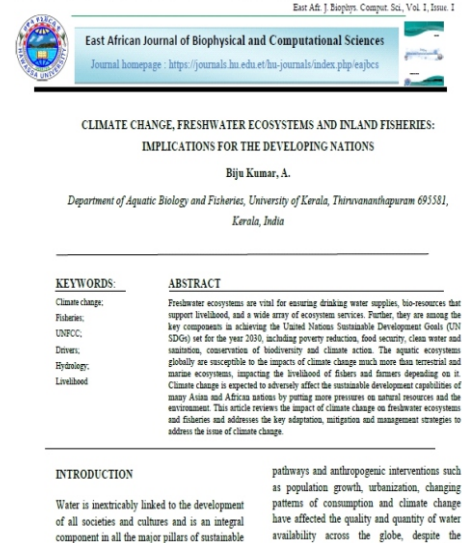 East Afr. J. Biophys. Comput. Sci., Vol. 1, Issue. 1
HAWASSA UNIVERSITY
East African Journal of Biophysical and Computational Sciences
Journal homepage : https://journals.hu.edu.et/hu-journals/index.php/eajbcs
CLIMATE CHANGE, FRESHWATER ECOSYSTEMS AND INLAND FISHERIES:
IMPLICATIONS FOR THE DEVELOPING NATIONS
Biju Kumar, A.
Department of Aquatic Biology and Fisheries, University of Kerala, Thiruvananthapuram 695581,
Kerala, India
KEYWORDS:
Climate change;
Fisheries;
UNFCC;
Drivers;
Hydrology;
Livelihood
ABSTRACT
Freshwater ecosystems are vital for ensuring drinking water supplies, bio-resources that
support livelihood, and a wide array of ecosystem services. Further, they are among the
key components in achieving the United Nations Sustainable Development Goals (UN
SDGs) set for the year 2030, including poverty reduction, food security, clean water and
sanitation, conservation of biodiversity and climate action. The aquatic ecosystems
globally are susceptible to the impacts of climate change much more than terrestrial and
marine ecosystems, impacting the livelihood of fishers and farmers depending on it.
Climate change is expected to adversely affect the sustainable development capabilities of
many Asian and African nations by putting more pressures on natural resources and the
environment. This article reviews the impact of climate change on freshwater ecosystems
and fisheries and addresses the key adaptation, mitigation and management strategies to
address the issue of climate change.
INTRODUCTION
Water is inextricably linked to the development
of all societies and cultures and is an integral
component in all the major pillars of sustainable
pathways and anthropogenic interventions such
as population growth, urbanization, changing
patterns of consumption and climate change
have affected the quality and quantity of water
availability across the globe, despite the